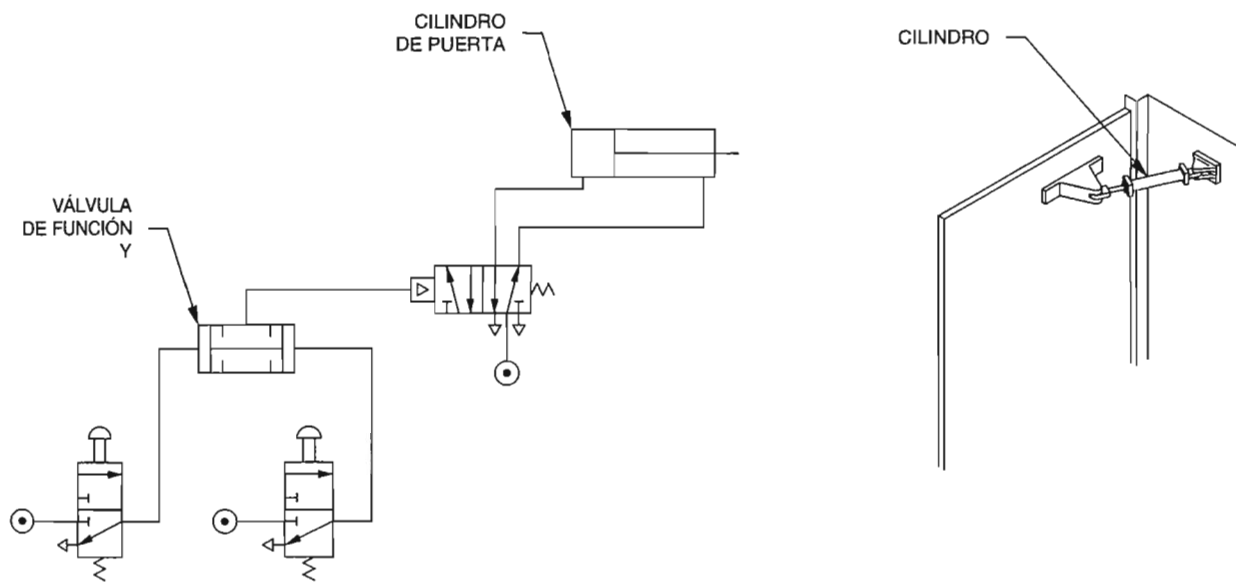 CILINDRO
DE PUERTA
CILINDRO
VÁLVULA
DE FUNCIÓN
Y